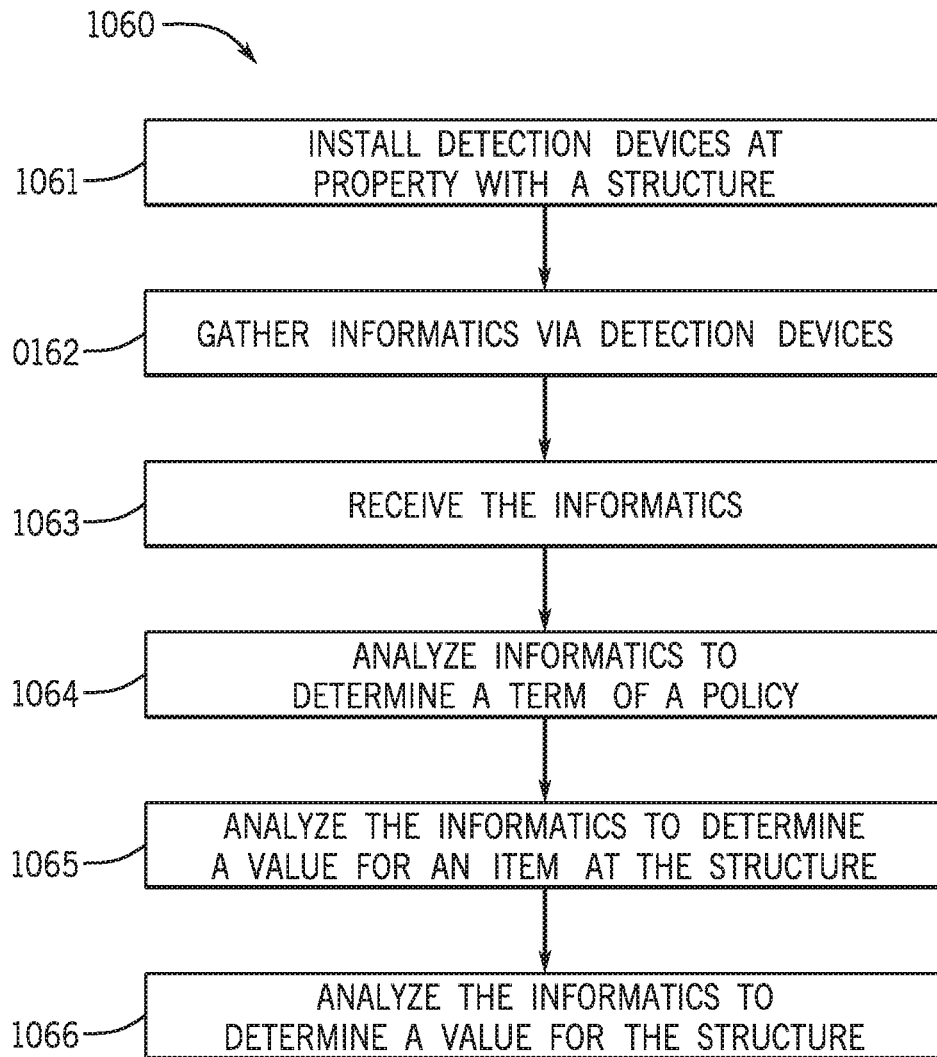 1060
INSTALL DETECTION DEVICES AT
PROPERTY WITH A STRUCTURE
1061
GATHER INFORMATICS VIA DETECTION DEVICES
0162
RECEIVE THE INFORMATICS
1063
ANALYZE INFORMATICS TO
DETERMINE A TERM OF A POLICY
1064
ANALYZE THE INFORMATICS TO DETERMINE
A VALUE FOR AN ITEM AT THE STRUCTURE
1065
ANALYZE THE INFORMATICS TO
DETERMINE A VALUE FOR THE STRUCTURE
1066